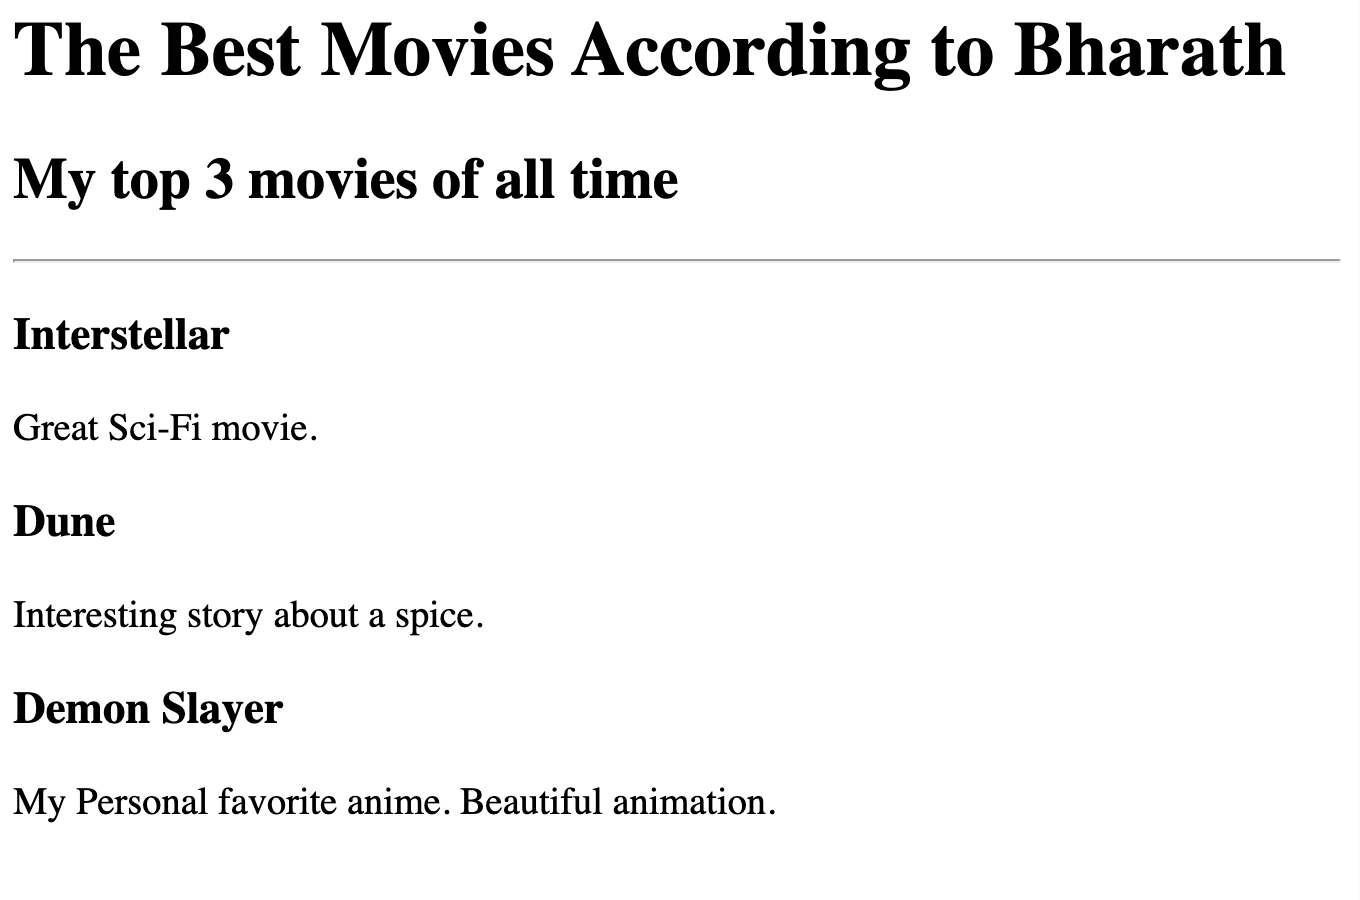 The Best Movies According to Bharath
My top 3 movies of all time
Interstellar
Great Sci-Fi movie.
Dune
Interesting story about a spice.
Demon Slayer
My Personal favorite anime. Beautiful animation.